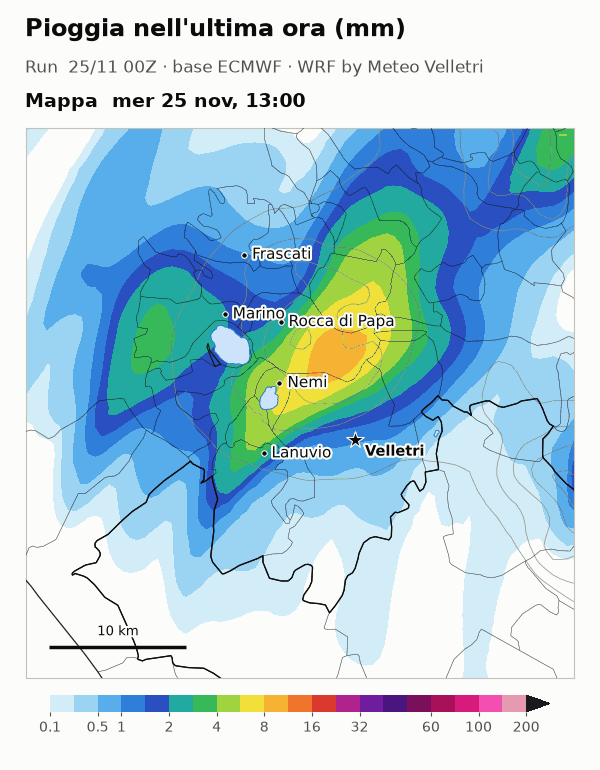 Pioggia nell'ultima ora (mm)
Run  25/11 00Z · base ECMWF · WRF by Meteo Velletri
Mappa  mer 25 nov, 13:00
Frascati
Marino
Rocca di Papa
Nemi
Velletri
Lanuvio
10 km
0.1 0.5 1 2 4 8 16 32 60 100 200